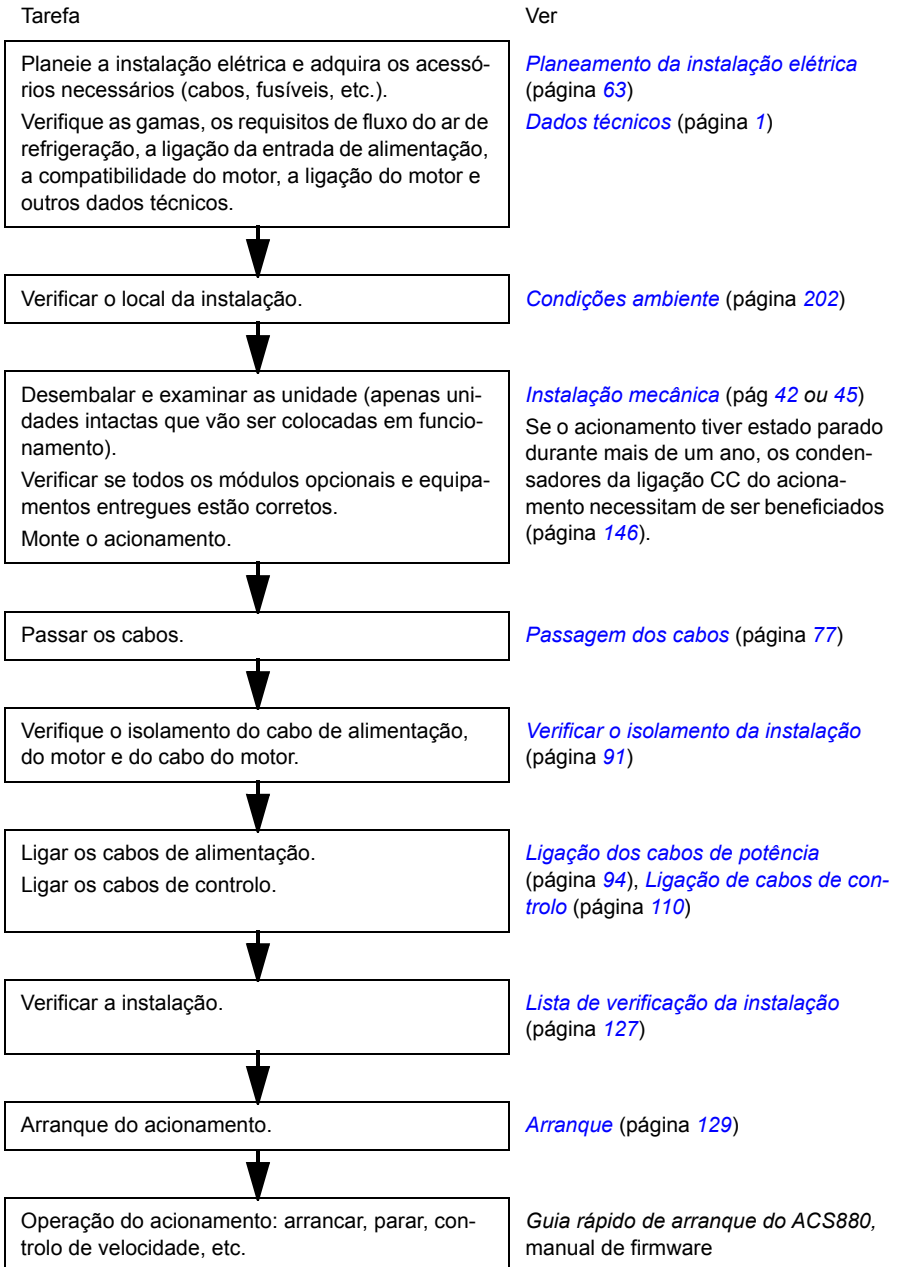 Tarefa
Ver
Planeie a instalação elétrica e adquira os acessó-
rios necessários (cabos, fusíveis, etc.).
Verifique as gamas, os requisitos de fluxo do ar de
refrigeração, a ligação da entrada de alimentação,
a compatibilidade do motor, a ligação do motor e
outros dados técnicos.
Planeamento da instalação elétrica
(página 63)
Dados técnicos (página 1)
Verificar o local da instalação.
Condições ambiente (página 202)
Desembalar e examinar as unidade (apenas uni-
dades intactas que vão ser colocadas em funcio-
namento).
Verificar se todos os módulos opcionais e equipa-
mentos entregues estão corretos.
Monte o acionamento.
Instalação mecânica (pág 42 ou 45)
Se o acionamento tiver estado parado
durante mais de um ano, os conden-
sadores da ligação CC do aciona-
mento necessitam de ser beneficiados
(página 146).
Passar os cabos.
Passagem dos cabos (página 77)
Verifique o isolamento do cabo de alimentação,
do motor e do cabo do motor.
Verificar o isolamento da instalação
(página 91)
Ligar os cabos de alimentação.
Ligar os cabos de controlo.
Ligação dos cabos de potência
(página 94), Ligação de cabos de con-
trolo (página 110)
Verificar a instalação.
Lista de verificação da instalação
(página 127)
Arranque do acionamento.
Arranque (página 129)
Operação do acionamento: arrancar, parar, con-
trolo de velocidade, etc.
Guia rápido de arranque do ACS880,
manual de firmware